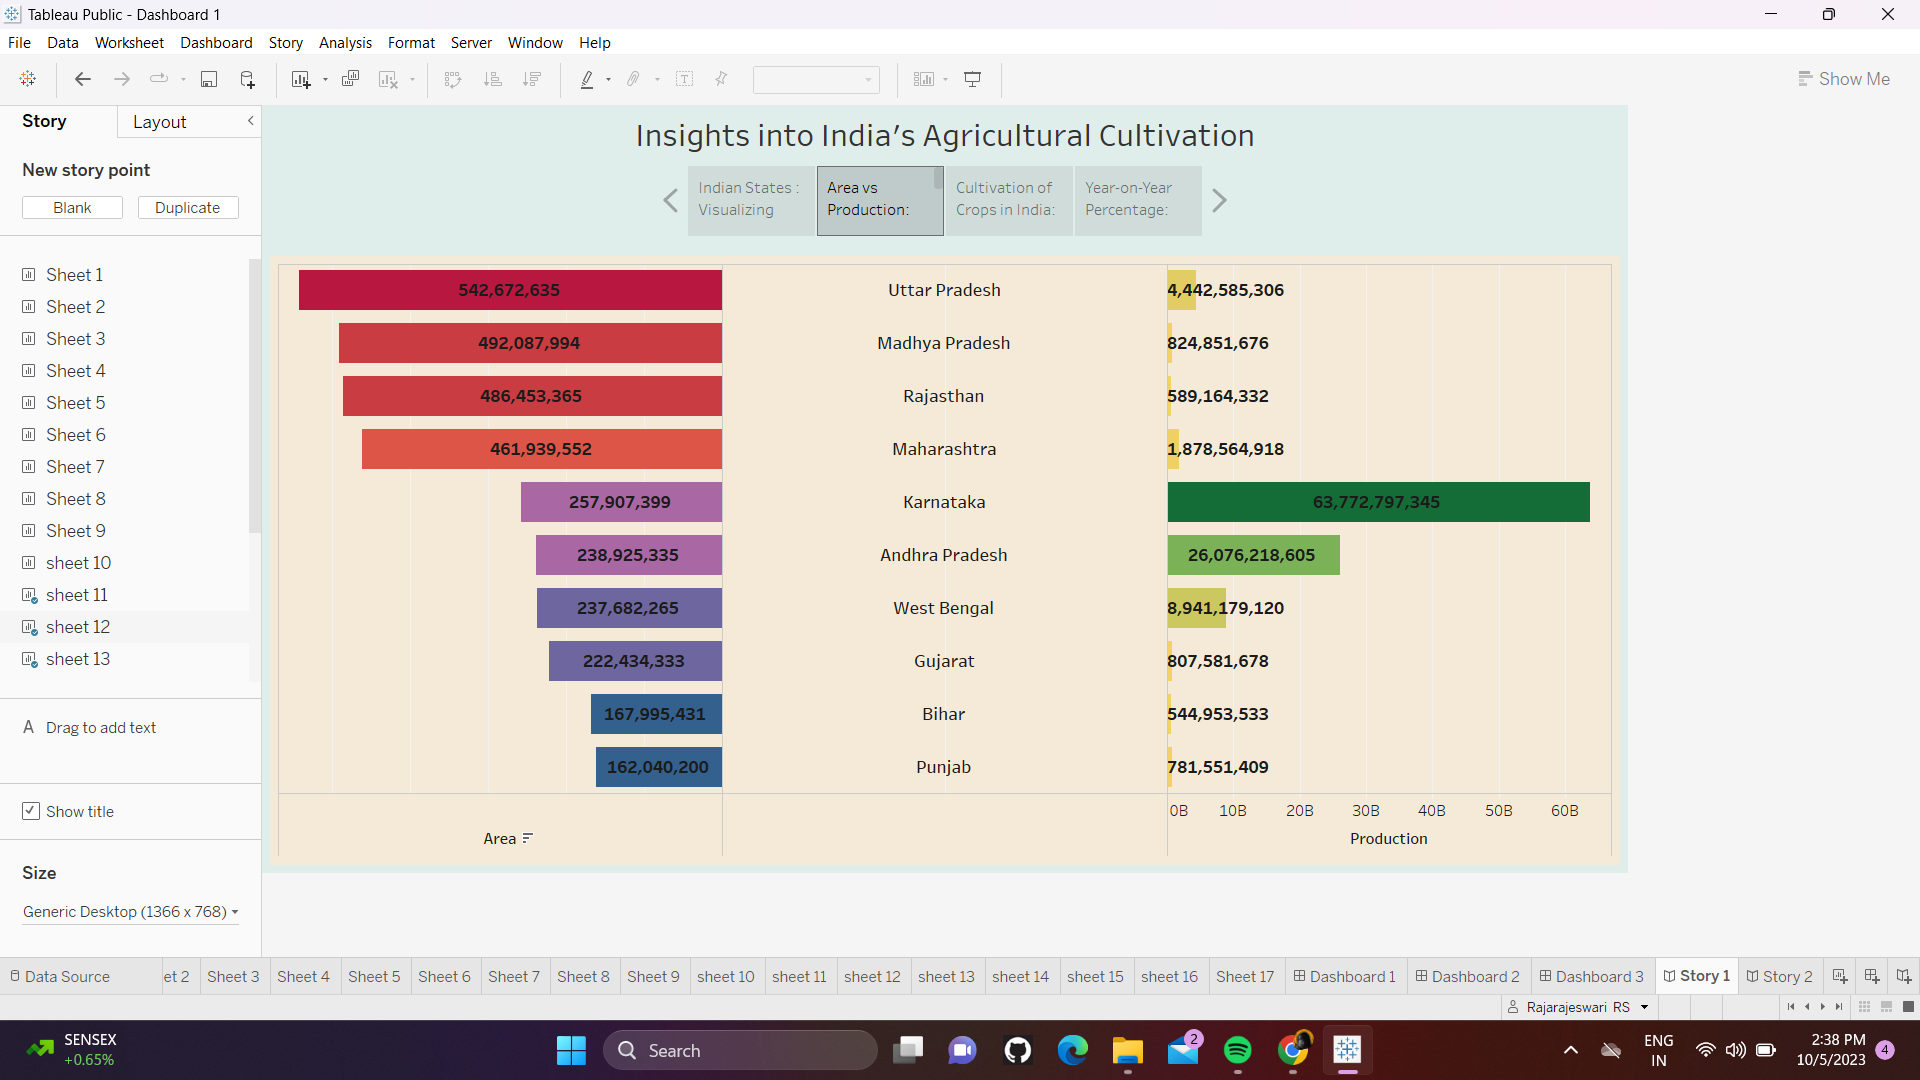 Tableau Public - Dashboard 1
File Data Worksheet Dashboard Story Analysis Format Server Window Help
Show Me
Story Layout
New story point
Blank Duplicate
Sheet 1
Sheet 2
Sheet 3
Sheet 4
Sheet 5
Sheet 6
Sheet 7
Sheet 8
Sheet 9
sheet 10
sheet 11
sheet 12
sheet 13
A Drag to add text
Show title
Size
Generic Desktop (1366 x 768)
Insights into India's Agricultural Cultivation
Indian States :
Visualizing
Area vs
Production:
Cultivation of
Crops in India:
Year-on-Year
Percentage:
542,672,635 Uttar Pradesh 4,442,585,306
492,087,994 Madhya Pradesh 824,851,676
486,453,365 Rajasthan 589,164,332
461,939,552 Maharashtra 1,878,564,918
257,907,399 Karnataka 63,772,797,345
238,925,335 Andhra Pradesh 26,076,218,605
237,682,265 West Bengal 8,941,179,120
222,434,333 Gujarat 807,581,678
167,995,431 Bihar 544,953,533
162,040,200 Punjab 781,551,409
0B 10B 20B 30B 40B 50B 60B
Area Production
Data Source et 2 Sheet 3 Sheet 4 Sheet 5 Sheet 6 Sheet 7 Sheet 8 Sheet 9 sheet 10 sheet 11 sheet 12 sheet 13 sheet 14 sheet 15 sheet 16 Sheet 17 Dashboard 1 Dashboard 2 Dashboard 3 Story 1 Story 2
Rajarajeswari RS
SENSEX
+0.65%
Search
2
ENG
IN
2:38 PM
10/5/2023
4